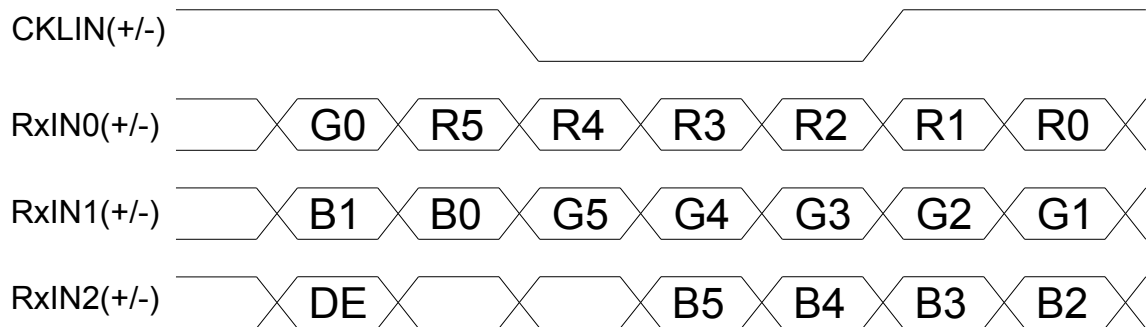 CKLIN(+/-)
RxIN0(+/-) G0 R5 R4 R3 R2 R1 R0
RxIN1(+/-) B1 B0 G5 G4 G3 G2 G1
RxIN2(+/-) DE B5 B4 B3 B2